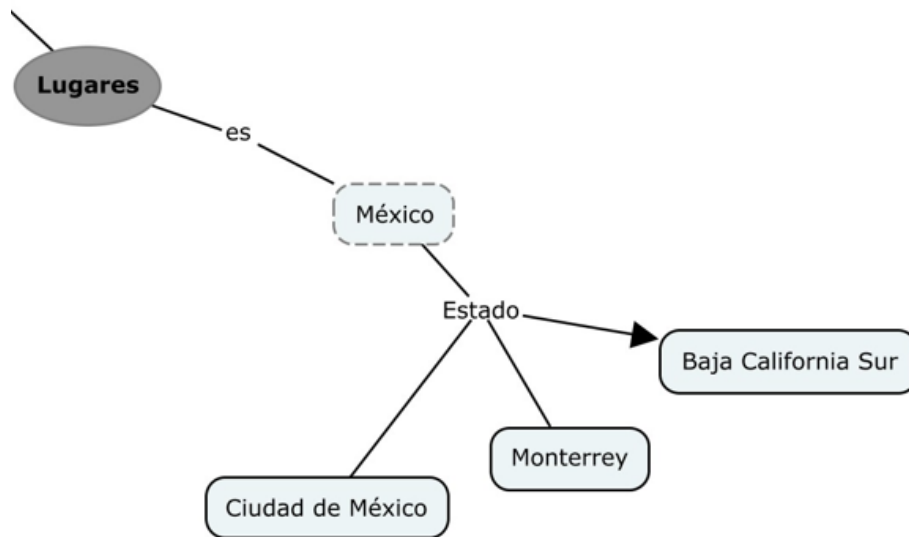 Lugares
es
México
Estado
Baja California Sur
Monterrey
Ciudad de México